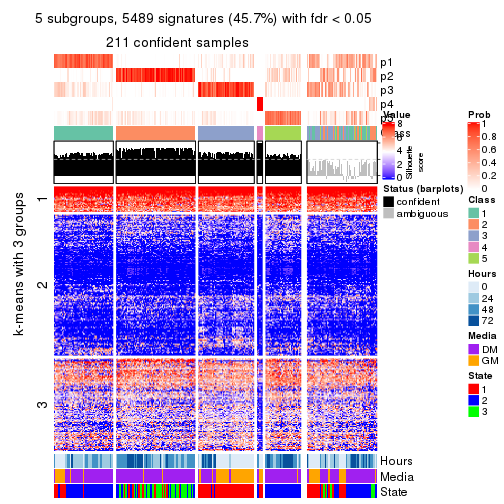 5 subgroups, 5489 signatures (45.7%) with fdr < 0.05
211 confident samples
p1
p2
p3
p4
k-means with 3 groups
1
2
3
Silhouette
score
Value
8
6
4
2
0
Status (barplots)
confident
ambiguous
Prob
1
0.8
0.6
0.4
0.2
0
Class
1
2
3
4
5
Hours
0
24
48
72
Media
DM
GM
State
1
2
3
Hours
Media
State